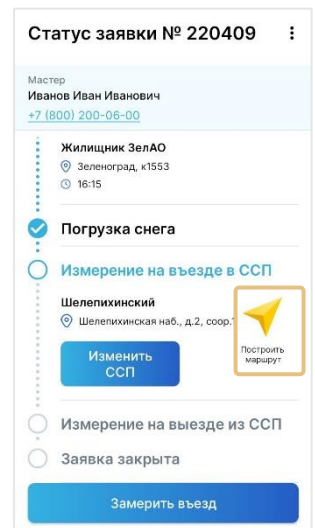 Статус заявки № 220409
Мастер
Иванов Иван Иванович
+7 (800) 200-06-00
Жилищник ЗелАО
Зеленоград, к1553
16:15
Погрузка снега
Измерение на въезде в ССП
Шелепихинский
Шелепихинская наб., д.2, соор.
Построить
маршрут
Изменить
ССП
Измерение на выезде из ССП
Заявка закрыта
Замерить въезд